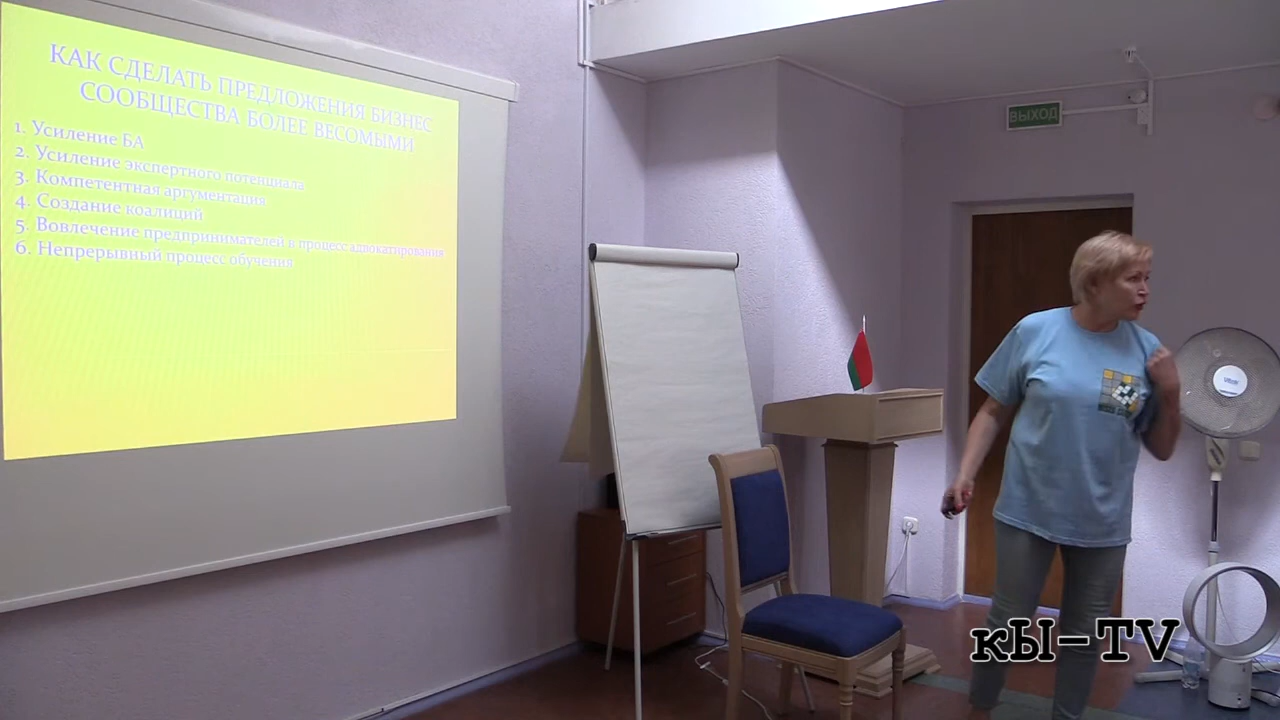 КАК СДЕЛАТЬ ПРЕДЛОЖЕНИЯ БИЗНЕС
СООБЩЕСТВА БОЛЕЕ ВЕСОМЫМИ
1. Усиление БА
2. Усиление экспертного потенциала
3. Компетентная аргументация
4. Создание коалиций
5. Вовлечение предпринимателей в процесс адвокатирования
6. Непрерывный процесс обучения
ВЫХОД
кЫ-TV